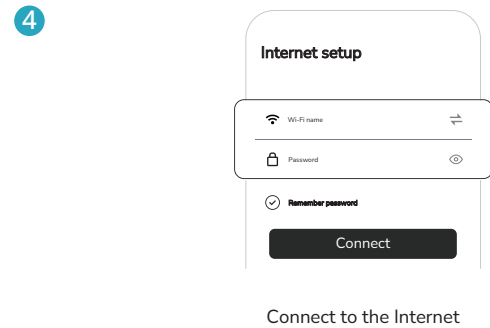 4
Internet setup
Wi-Fi name
Password
Remember password
Connect
Connect to the Internet